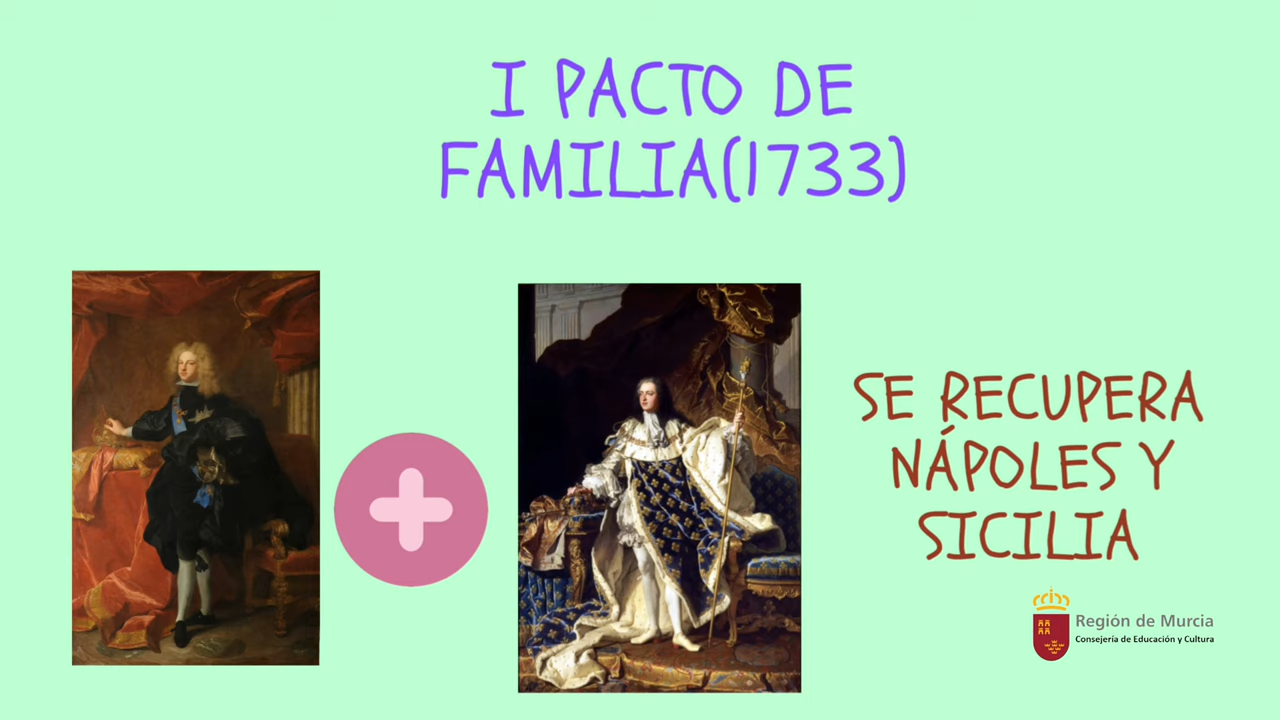 I PACTO DE
FAMILIA(1733)
SE RECUPERA
NÁPOLES Y
SICILIA
Región de Murcia
Consejería de Educación y Cultura